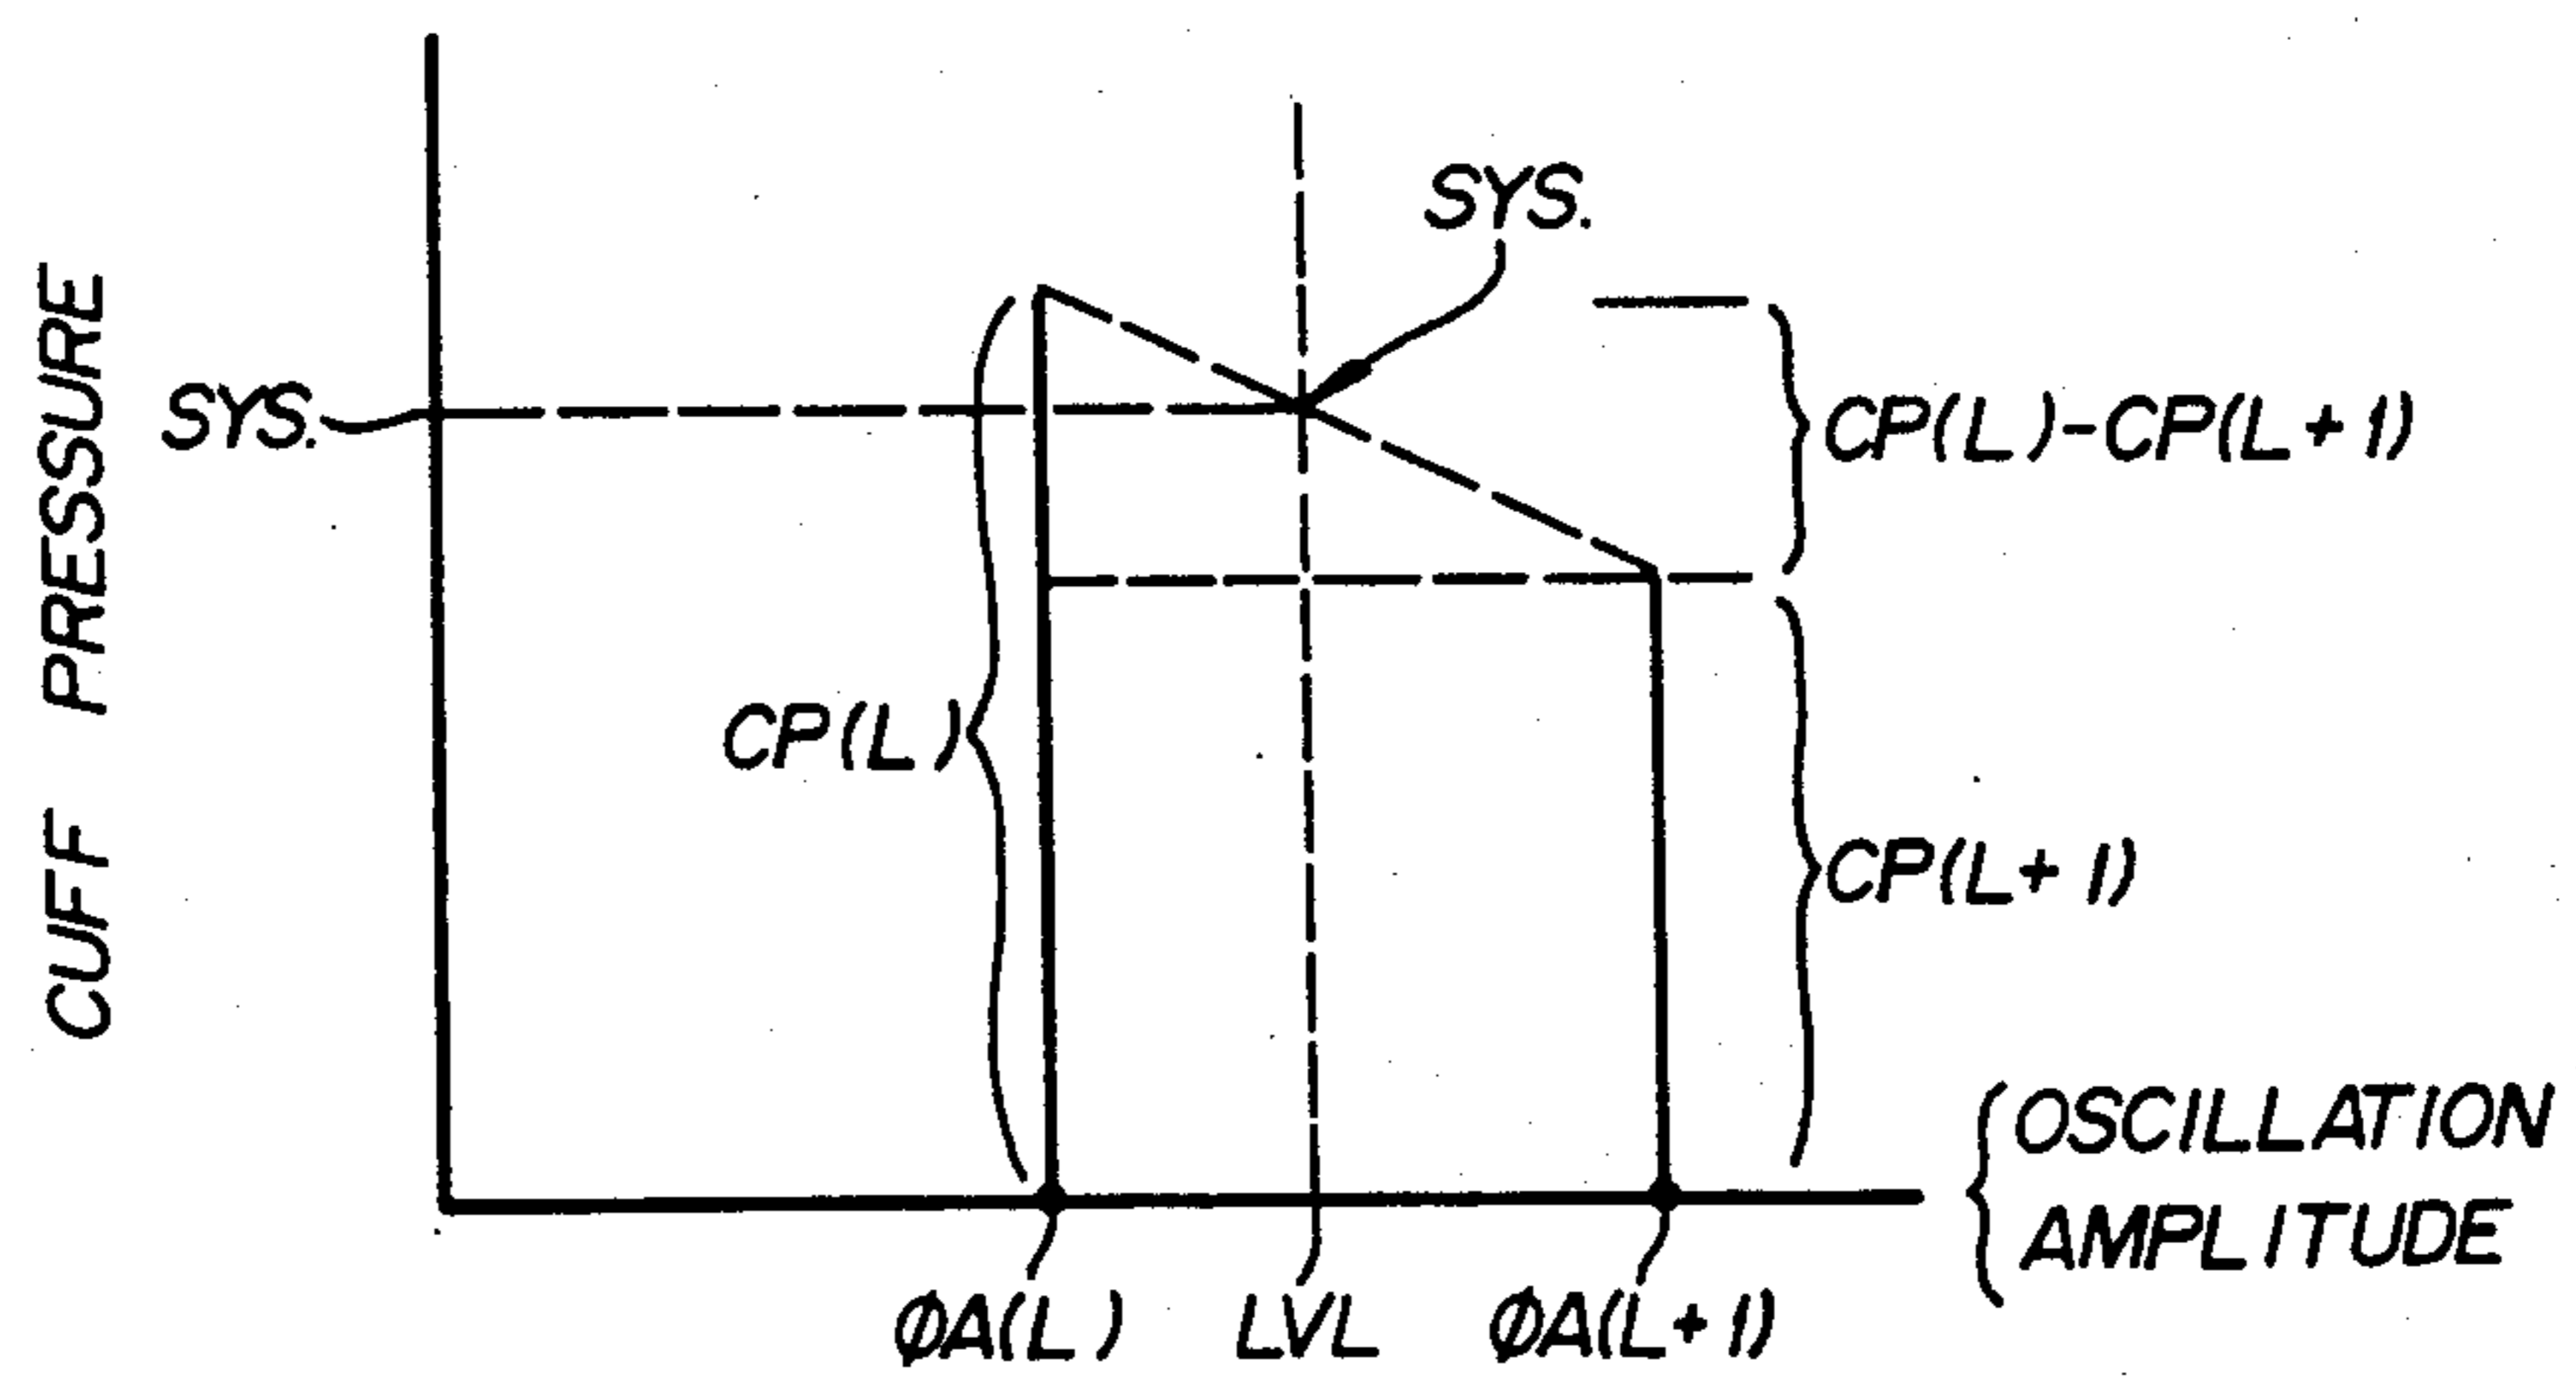 SYS.
SYS.
CUFF PRESSURE
CP(L)-CP(L+1)
CP(L)
CP(L+1)
OSCILLATION
AMPLITUDE
ØA(L)
LVL
ØA(L+1)